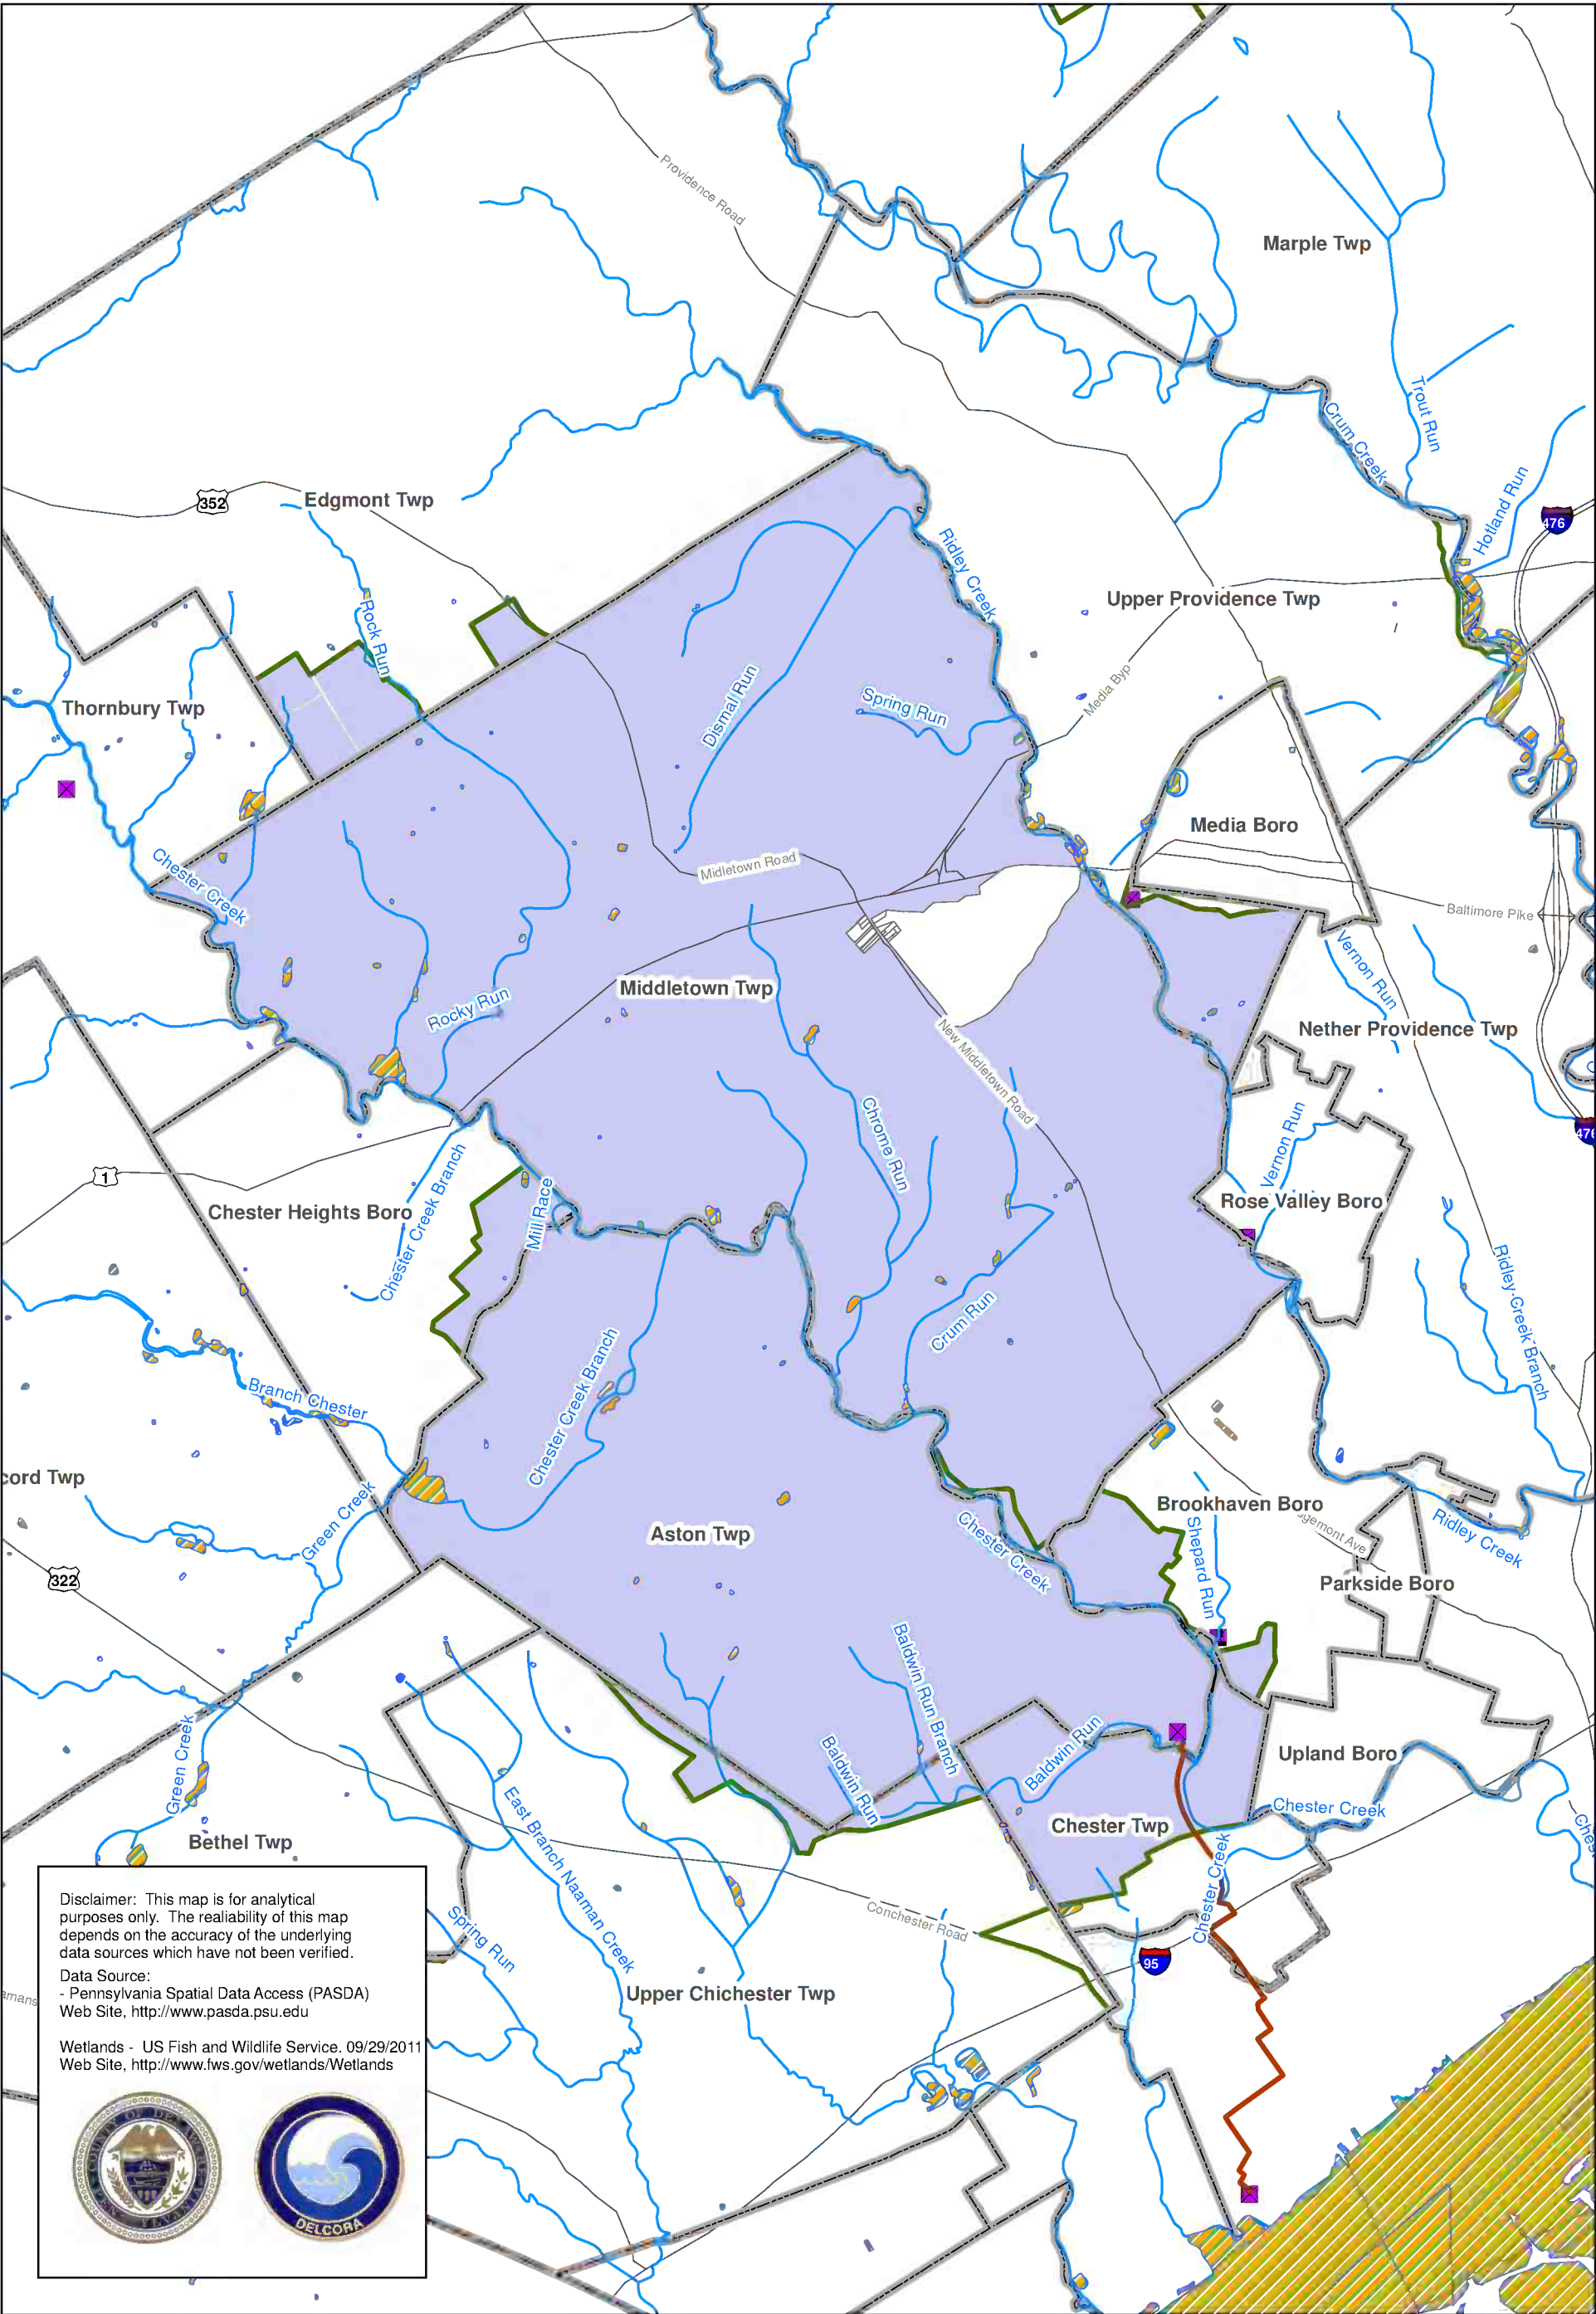 Providence Road
Marple Twp
Trout Run
Crum Creek
Hotland Run
476
352
Edgmont Twp
Ridley Creek
Rock Run
Upper Providence Twp
Media Byp
Dismal Run
Spring Run
Thornbury Twp
Media Boro
Midletown Road
Chester Creek
Baltimore Pike
Vernon Run
Middletown Twp
Rocky Run
New Middletown Road
Nether Providence Twp
476
Chrome Run
Vernon Run
1
Chester Heights Boro
Chester Creek Branch
Mill Race
Rose Valley Boro
Ridley Creek Branch
Crum Run
Chester Creek Branch
Branch Chester
cord Twp
Green Creek
Aston Twp
Chester Creek
Brookhaven Boro
Shepard Run
gemont Ave
Ridley Creek
322
Parkside Boro
Baldwin Run Branch
Baldwin Run
Baldwin Run
Green Creek
Upland Boro
Chester Creek
Ches
Chester Twp
Bethel Twp
East Branch Naaman Creek
Chester Creek
Conchester Road
Spring Run
95
Upper Chichester Twp
amans
Disclaimer: This map is for analytical
purposes only. The realiability of this map
depends on the accuracy of the underlying
data sources which have not been verified.
Data Source:
- Pennsylvania Spatial Data Access (PASDA)
Web Site, http://www.pasda.psu.edu
Wetlands - US Fish and Wildlife Service. 09/29/2011
Web Site, http://www.fws.gov/wetlands/Wetlands
DELCORA